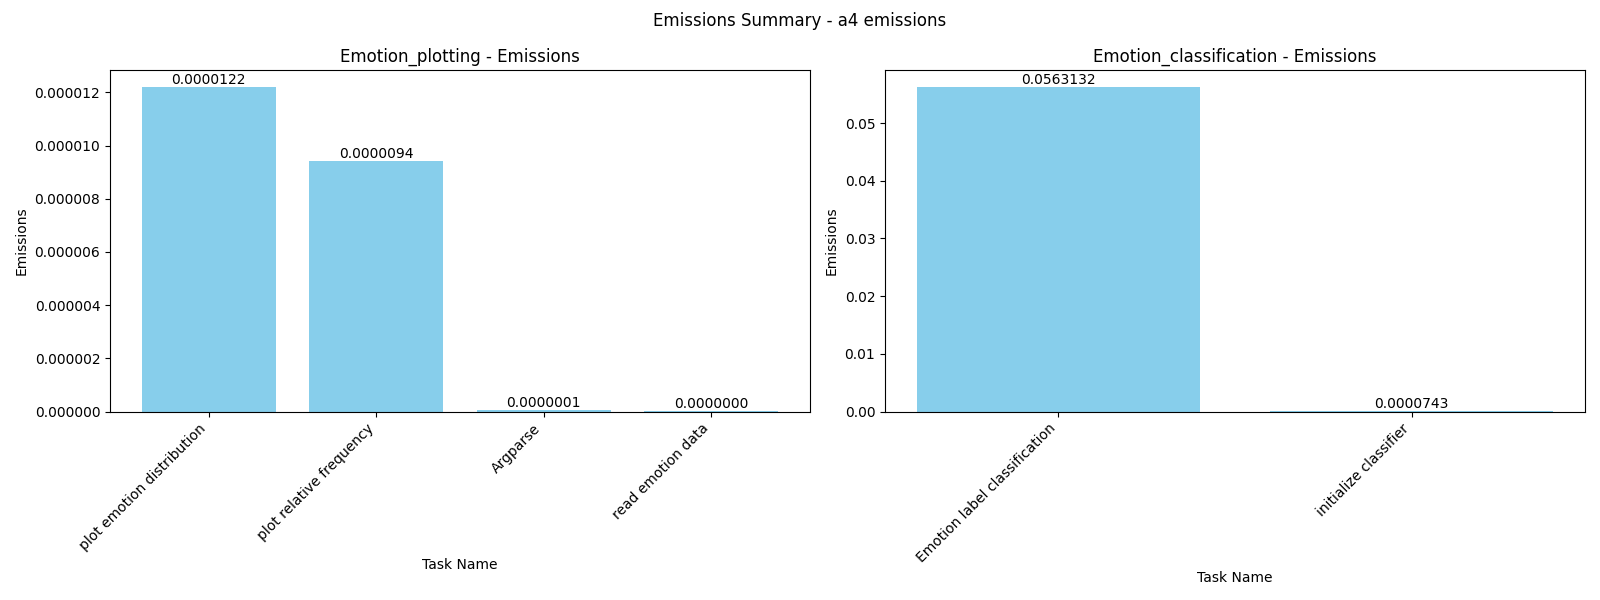 Emissions Summary - a4 emissions
Emotion_plotting - Emissions
0.0000122
0.0000094
0.0000001
0.0000000
0.000012
0.000010
0.000008
0.000006
0.000004
0.000002
0.000000
Emissions
plot emotion distribution
plot relative frequency
Argparse
read emotion data
Task Name
Emotion_classification - Emissions
0.0563132
0.0000743
0.05
0.04
0.03
0.02
0.01
0.00
Emissions
Emotion label classification
initialize classifier
Task Name